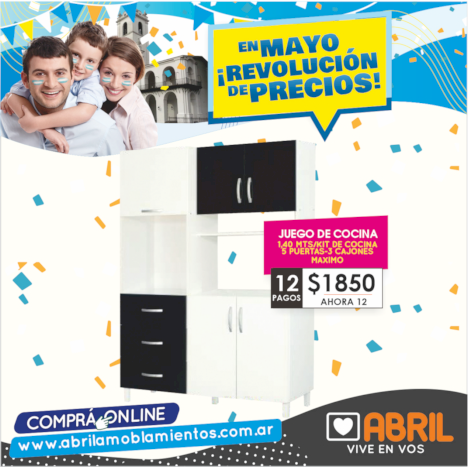 EN MAYO
¡REVOLUCIÓN
DE PRECIOS!
JUEGO DE COCINA
1,40 MTS/KIT DE COCINA
5 PUERTAS-3 CAJONES
MAXIMO
12 PAGOS
$1850
AHORA 12
COMPRÁ ONLINE
www.abrilamoblamientos.com.ar
ABRIL
VIVE EN VOS